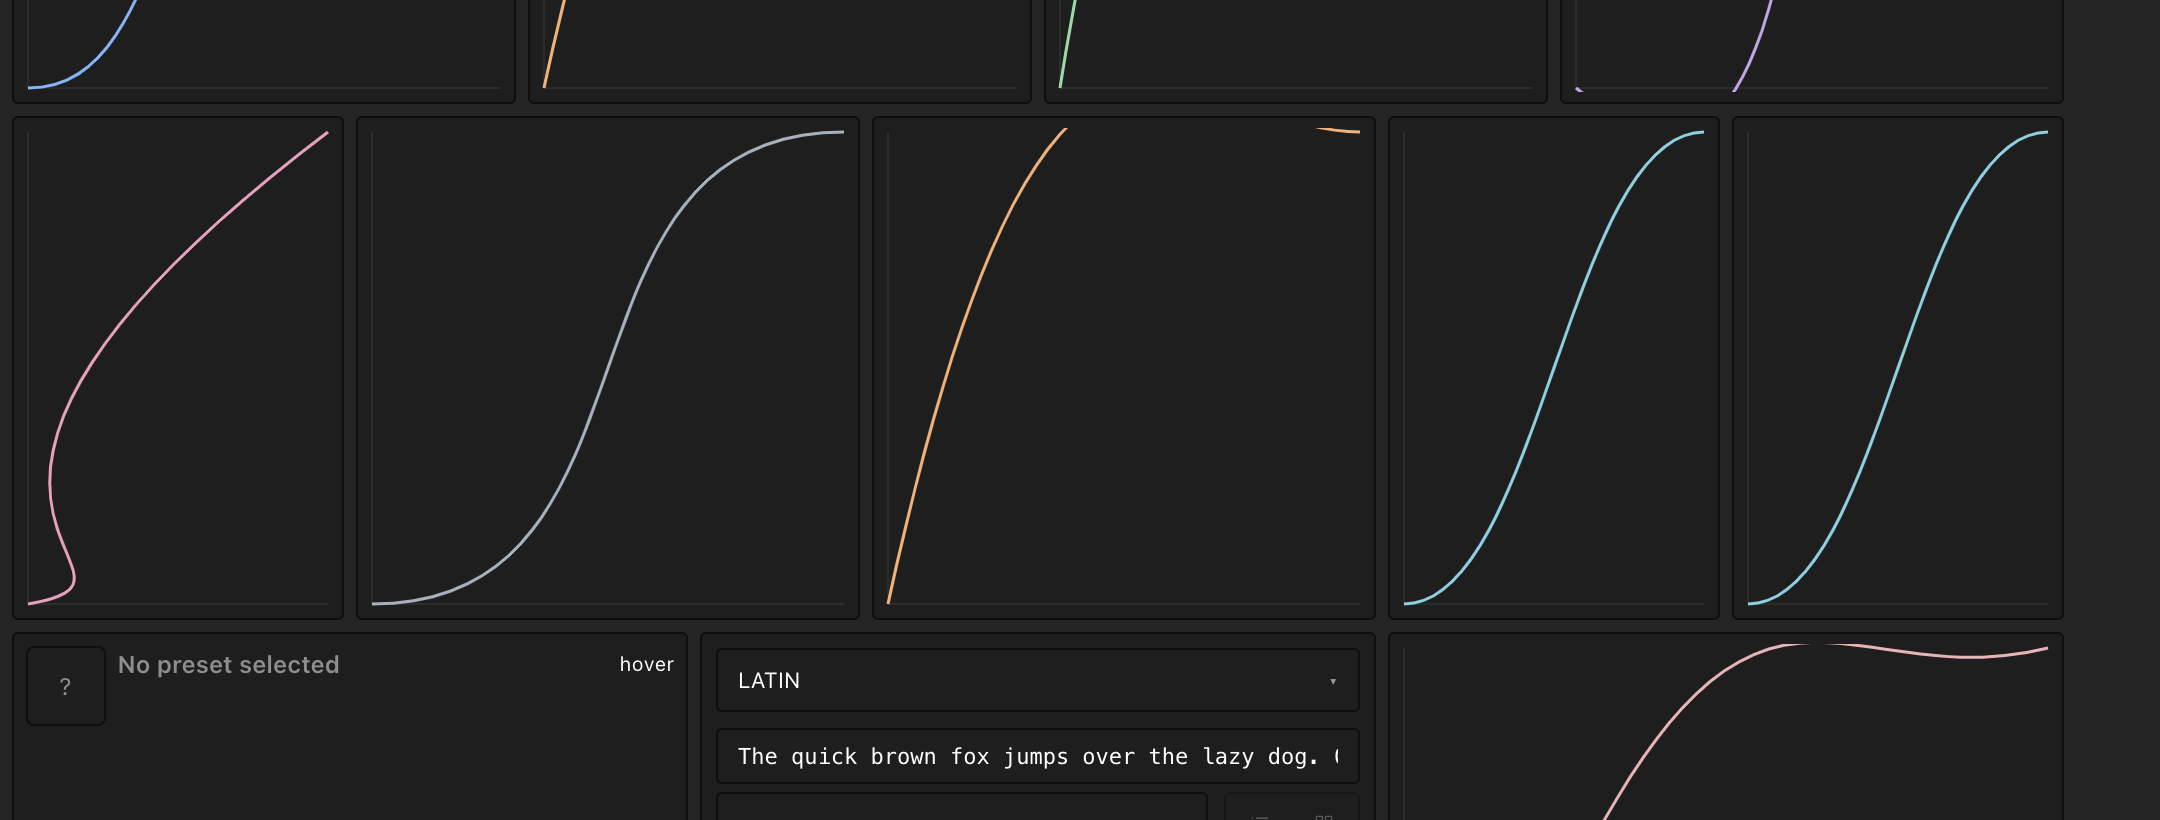 ?
No preset selected
hover
LATIN
The quick brown fox jumps over the lazy dog.